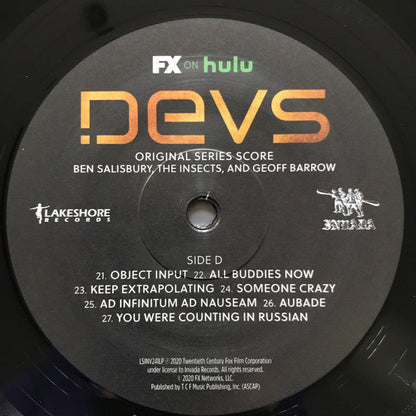 FX ON hulu
DEVS
ORIGINAL SERIES SCORE
BEN SALISBURY, THE INSECTS, AND GEOFF BARROW
LAKESHORE
RECORDS
INVADA
SIDE D
21. OBJECT INPUT 22. ALL BUDDIES NOW
23. KEEP EXTRAPOLATING 24. SOMEONE CRAZY
25. AD INFINITUM AD NAUSEAM 26. AUBADE
27. YOU WERE COUNTING IN RUSSIAN
LSINV241LP ℗ 2020 Twentieth Century Fox Film Corporation
under license to Invada Records. All rights reserved.
© 2020 FX Networks, LLC.
Published by T C F Music Publishing, Inc. (ASCAP)